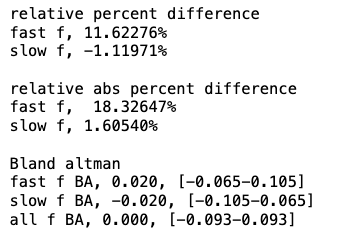 relative percent difference
fast f, 11.62276%
slow f, -1.11971%

relative abs percent difference
fast f,  18.32647%
slow f, 1.60540%

Bland altman
fast f BA, 0.020, [-0.065-0.105]
slow f BA, -0.020, [-0.105-0.065]
all f BA, 0.000, [-0.093-0.093]